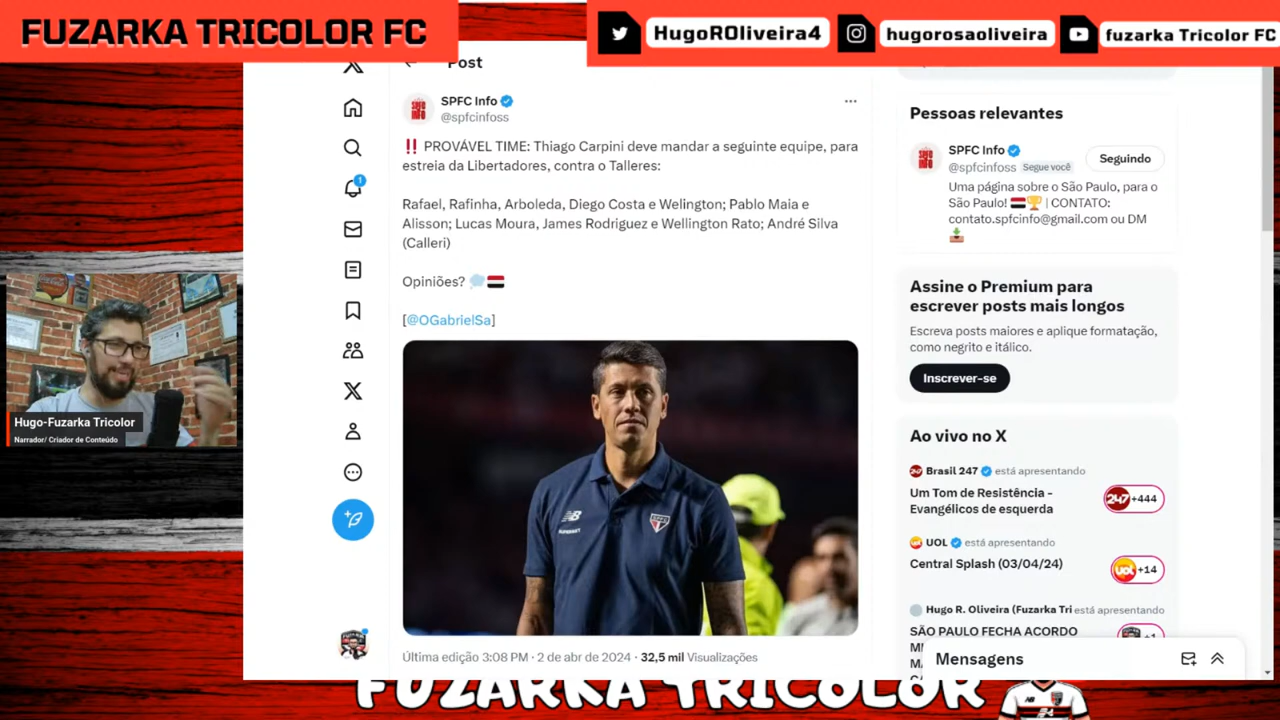 FUZARKA TRICOLOR FC
HugoROliveira4
hugorosaoliveira
fuzarka Tricolor FC
Post
SPFC Info
@spfcinfoss
‼ PROVÁVEL TIME: Thiago Carpini deve mandar a seguinte equipe, para
estreia da Libertadores, contra o Talleres:
Rafael, Rafinha, Arboleda, Diego Costa e Welington; Pablo Maia e
Alisson; Lucas Moura, James Rodriguez e Wellington Rato; André Silva
(Calleri)
Opiniões?
[@OGabrielSa]
Última edição 3:08 PM · 2 de abr de 2024 · 32,5 mil Visualizações
Pessoas relevantes
SPFC Info
@spfcinfoss Segue você
Seguindo
Uma página sobre o São Paulo, para o
São Paulo! | CONTATO:
contato.spfcinfo@gmail.com ou DM
Assine o Premium para
escrever posts mais longos
Escreva posts maiores e aplique formatação,
como negrito e itálico.
Inscrever-se
Ao vivo no X
Brasil 247 está apresentando
Um Tom de Resistência -
Evangélicos de esquerda
247 +444
UOL está apresentando
Central Splash (03/04/24)
UOL +14
Hugo R. Oliveira (Fuzarka Tri está apresentando
SÃO PAULO FECHA ACORDO
+1
Mensagens
1
Hugo-Fuzarka Tricolor
Narrador/ Criador de Conteúdo
FUZARKA TRICOLOR